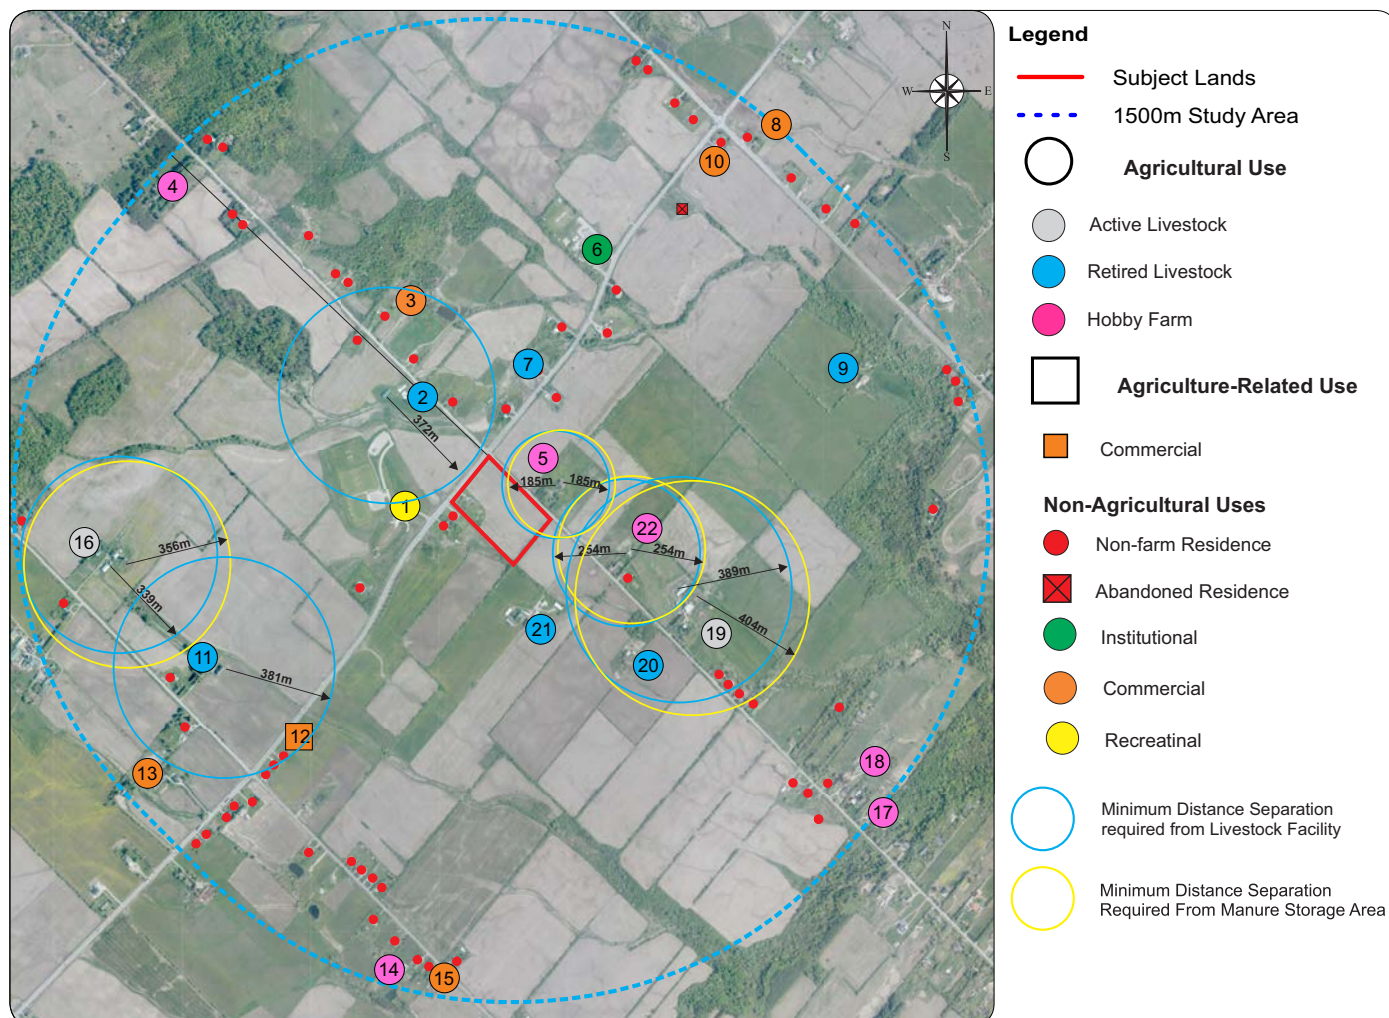 N
W
E
S
8
10
4
6
3
7
9
2
372m
5
185m
185m
1
22
16
356m
254m
254m
389m
339m
404m
19
21
11
20
381m
12
13
18
17
14
15
Legend
Subject Lands
1500m Study Area
Agricultural Use
Active Livestock
Retired Livestock
Hobby Farm
Agriculture-Related Use
Commercial
Non-Agricultural Uses
Non-farm Residence
Abandoned Residence
Institutional
Commercial
Recreatinal
Minimum Distance Separation
required from Livestock Facility
Minimum Distance Separation
Required From Manure Storage Area